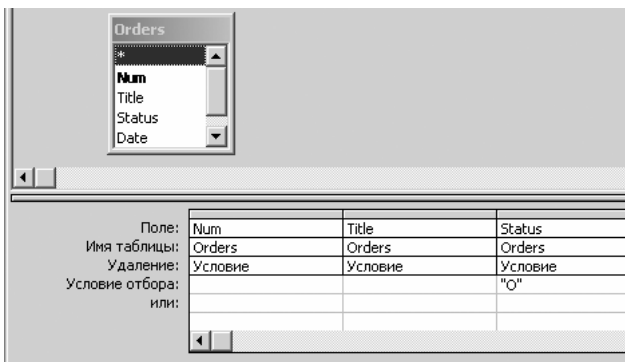 Orders
*
Num
Title
Status
Date
Поле: Num Title Status
Имя таблицы: Orders Orders Orders
Удаление: Условие Условие Условие
Условие отбора: "O"
или: